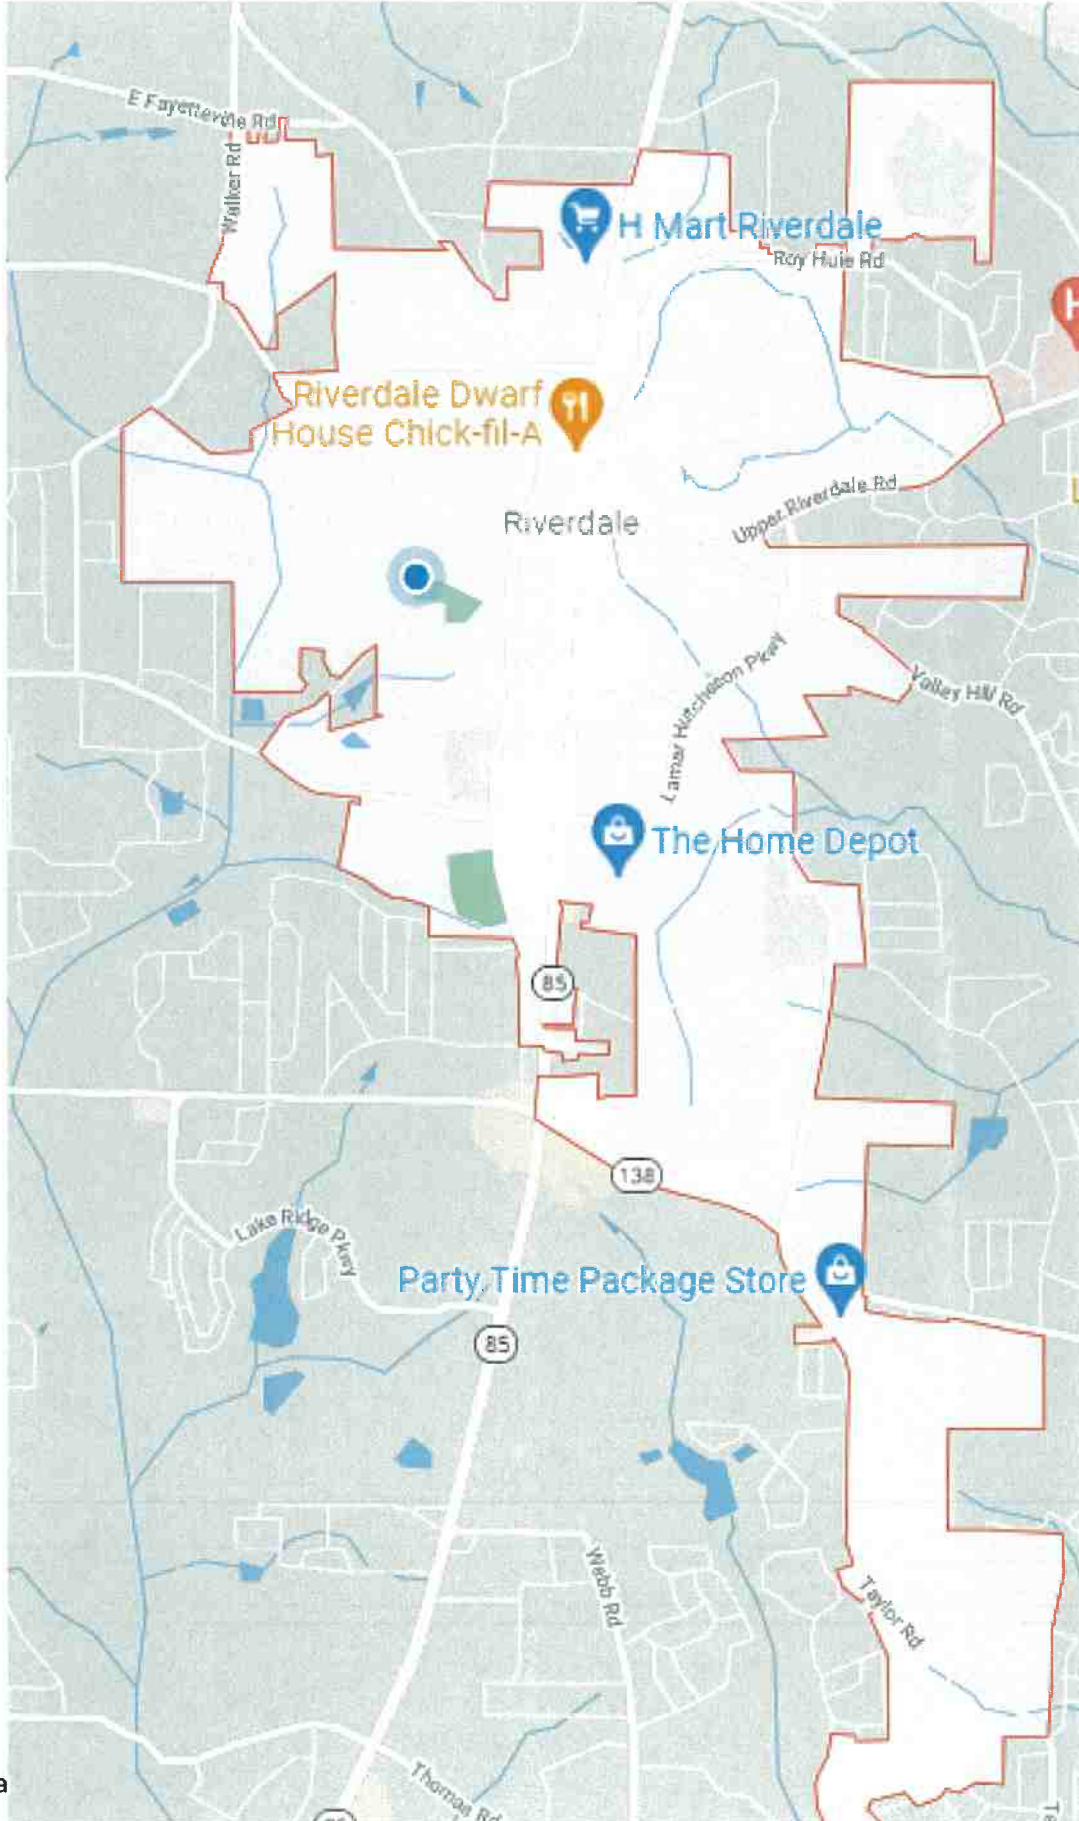 E Fayetteville Rd
Walker Rd
H Mart Riverdale
Roy Huie Rd
H
Riverdale Dwarf
House Chick-fil-A
Upper Riverdale Rd
Riverdale
Lamar Hutcheson Pkwy
Valley Hill Rd
The Home Depot
85
138
Lake Ridge Pkwy
Party Time Package Store
85
Webb Rd
Taylor Rd
Thomas Rd
a